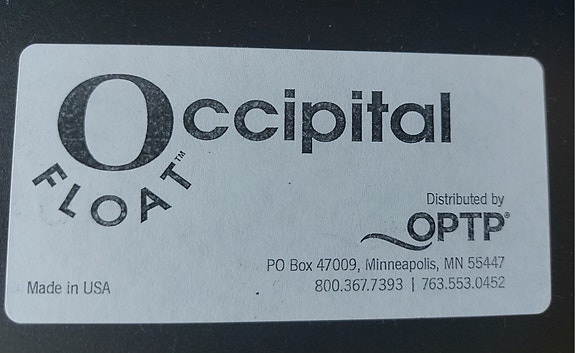 Occipital
FLOAT™
Distributed by
OPTP®
PO Box 47009, Minneapolis, MN 55447
Made in USA
800.367.7393 | 763.553.0452